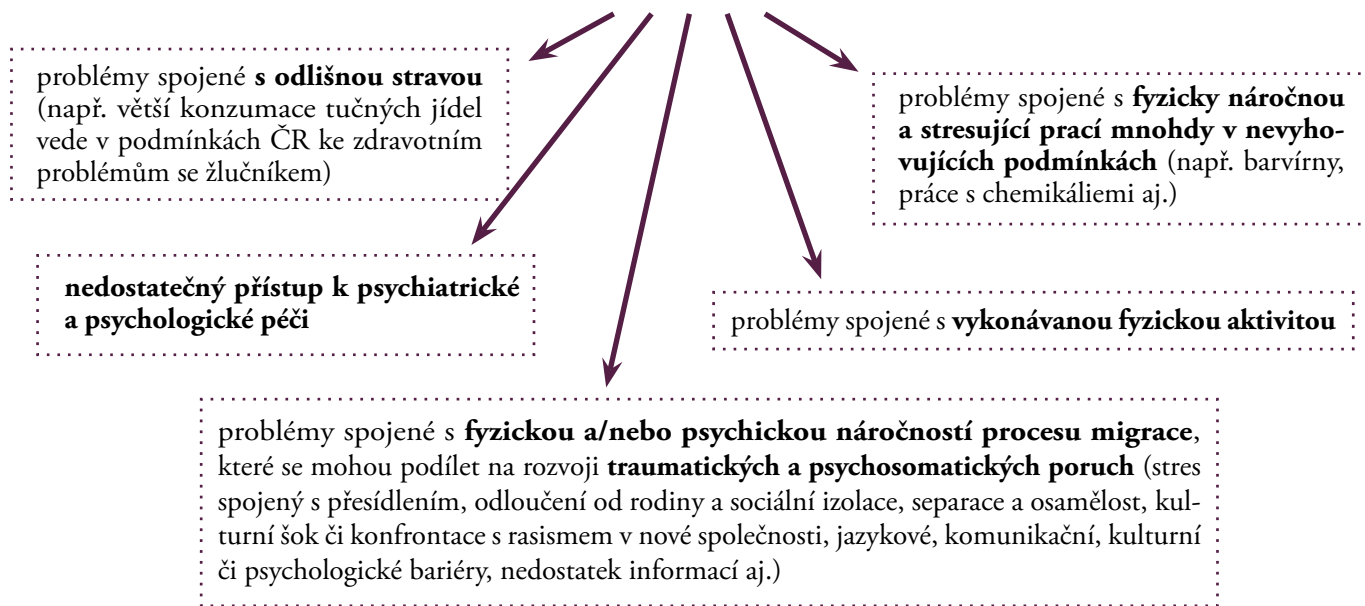 problémy spojené s odlišnou stravou
(např. větší konzumace tučných jídel
vede v podmínkách ČR ke zdravotním
problémům se žlučníkem)
problémy spojené s fyzicky náročnou
a stresující prací mnohdy v nevyho-
vujících podmínkách (např. barvírny,
práce s chemikáliemi aj.)
nedostatečný přístup k psychiatrické
a psychologické péči
problémy spojené s vykonávanou fyzickou aktivitou
problémy spojené s fyzickou a/nebo psychickou náročností procesu migrace,
které se mohou podílet na rozvoji traumatických a psychosomatických poruch (stres
spojený s přesídlením, odloučení od rodiny a sociální izolace, separace a osamělost, kul-
turní šok či konfrontace s rasismem v nové společnosti, jazykové, komunikační, kulturní
či psychologické bariéry, nedostatek informací aj.)